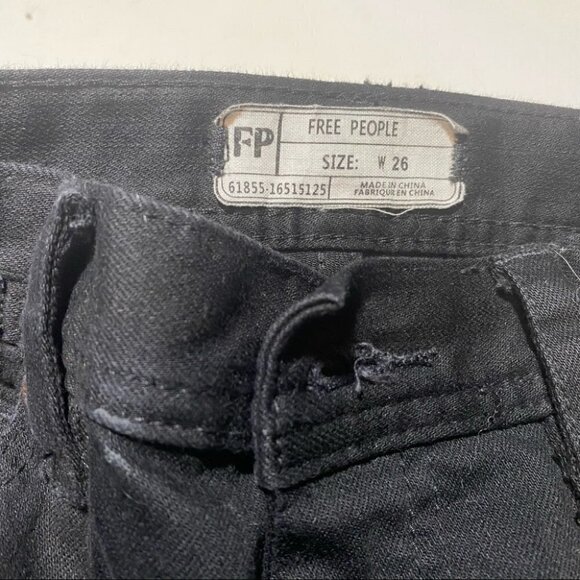 FP
FREE PEOPLE
SIZE: W 26
61855-16515125
MADE IN CHINA
FABRIQUE EN CHINA